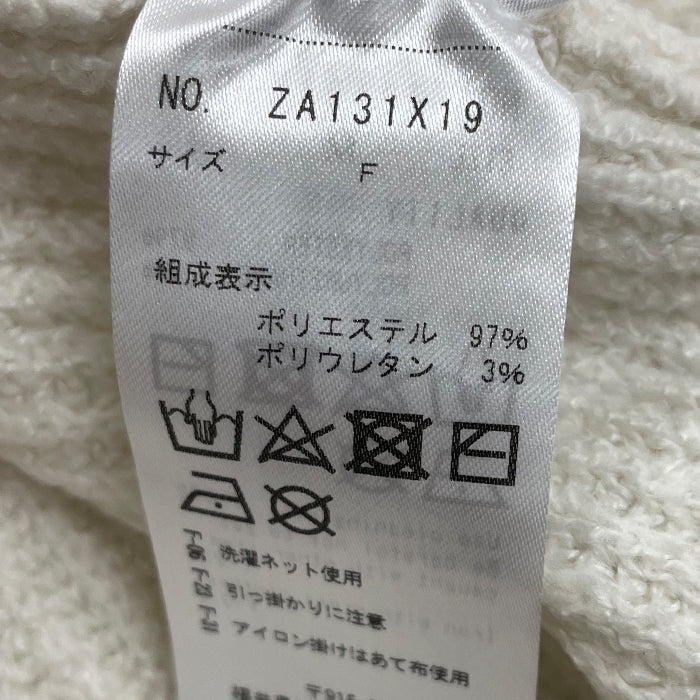 NO. ZA131X19
サイズ F
組成表示
ポリエステル 97%
ポリウレタン 3%
洗濯ネット使用
引っ掛かりに注意
アイロン掛けはあて布使用
〒916